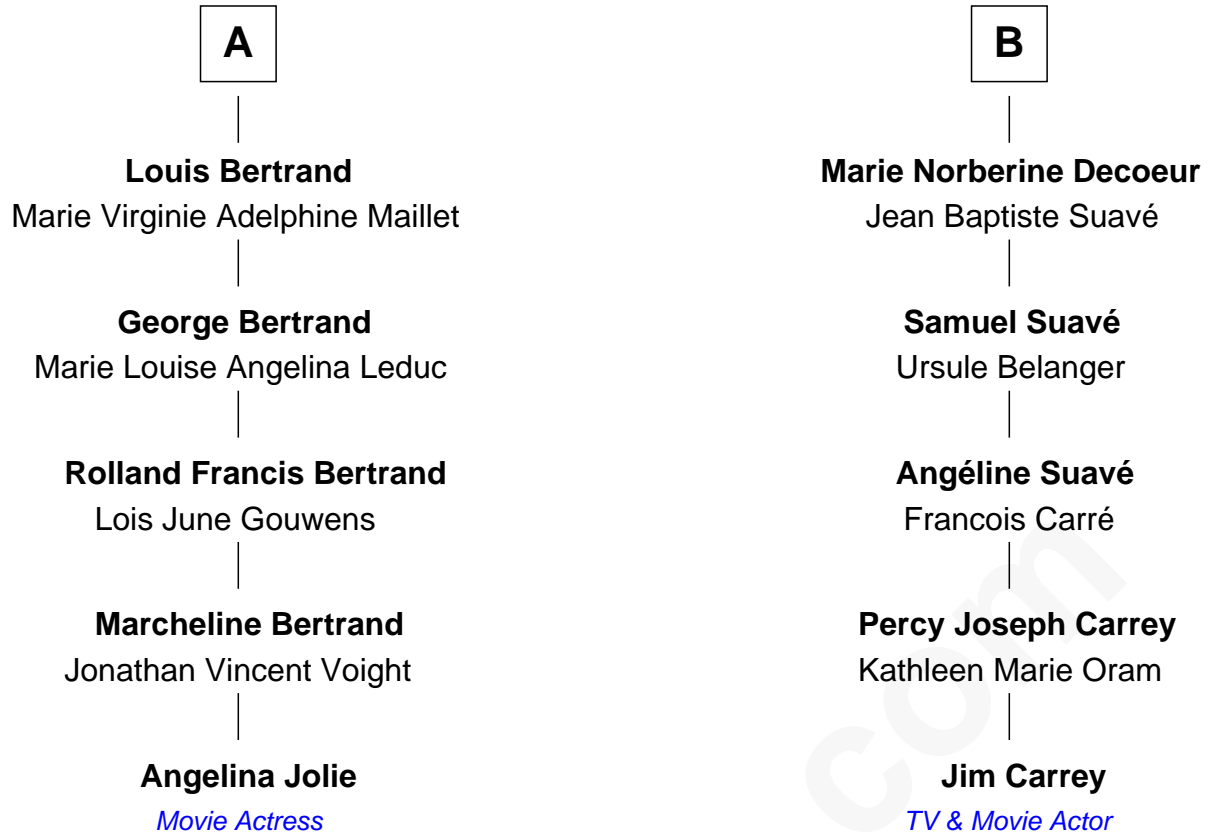 A
Louis Bertrand
Marie Virginie Adelphine Maillet
George Bertrand
Marie Louise Angelina Leduc
Rolland Francis Bertrand
Lois June Gouwens
Marcheline Bertrand
Jonathan Vincent Voight
Angelina Jolie
Movie Actress
B
Marie Norberine Decoeur
Jean Baptiste Suavé
Samuel Suavé
Ursule Belanger
Angéline Suavé
Francois Carré
Percy Joseph Carrey
Kathleen Marie Oram
Jim Carrey
TV & Movie Actor
com